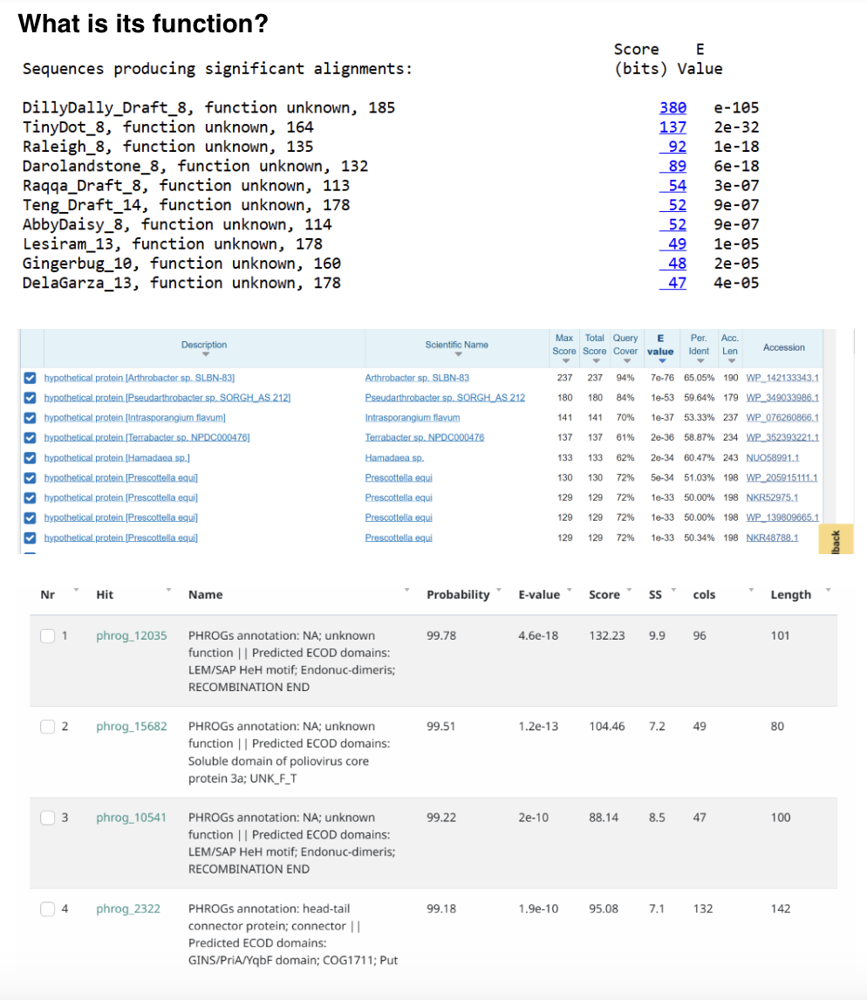 What is its function?
Score E
Sequences producing significant alignments: (bits) Value
DillyDally_Draft_8, function unknown, 185 380 e-105
TinyDot_8, function unknown, 164 137 2e-32
Raleigh_8, function unknown, 135 92 1e-18
Darolandstone_8, function unknown, 132 89 6e-18
Raqqa_Draft_8, function unknown, 113 54 3e-07
Teng_Draft_14, function unknown, 178 52 9e-07
AbbyDaisy_8, function unknown, 114 52 9e-07
Lesiram_13, function unknown, 178 49 1e-05
Gingerbug_10, function unknown, 160 48 2e-05
DelaGarza_13, function unknown, 178 47 4e-05
Description Scientific Name Max Score Total Score Query Cover E value Per. Ident Acc. Len Accession
hypothetical protein [Arthrobacter sp. SLBN-83] Arthrobacter sp. SLBN-83 237 237 94% 7e-76 65.05% 190 WP_142133343.1
hypothetical protein [Pseudarthrobacter sp. SORGH_AS 212] Pseudarthrobacter sp. SORGH_AS 212 180 180 84% 1e-53 59.64% 179 WP_349033986.1
hypothetical protein [Intrasporangium flavum] Intrasporangium flavum 141 141 70% 1e-37 53.33% 237 WP_076260866.1
hypothetical protein [Terrabacter sp. NPDC000476] Terrabacter sp. NPDC000476 137 137 61% 2e-36 58.87% 234 WP_352393221.1
hypothetical protein [Hamadaea sp.] Hamadaea sp. 133 133 62% 2e-34 60.47% 243 NUO58991.1
hypothetical protein [Prescottella equi] Prescottella equi 130 130 72% 5e-34 51.03% 198 WP_205915111.1
hypothetical protein [Prescottella equi] Prescottella equi 129 129 72% 1e-33 50.00% 198 NKR52975.1
hypothetical protein [Prescottella equi] Prescottella equi 129 129 72% 1e-33 50.00% 198 WP_139809665.1
hypothetical protein [Prescottella equi] Prescottella equi 129 129 72% 1e-33 50.34% 198 NKR48788.1
lback
Nr Hit Name Probability E-value Score SS cols Length
1 phrog_12035 PHROGs annotation: NA; unknown 99.78 4.6e-18 132.23 9.9 96 101
function || Predicted ECOD domains:
LEM/SAP HeH motif; Endonuc-dimeris;
RECOMBINATION END
2 phrog_15682 PHROGs annotation: NA; unknown 99.51 1.2e-13 104.46 7.2 49 80
function || Predicted ECOD domains:
Soluble domain of poliovirus core
protein 3a; UNK_F_T
3 phrog_10541 PHROGs annotation: NA; unknown 99.22 2e-10 88.14 8.5 47 100
function || Predicted ECOD domains:
LEM/SAP HeH motif; Endonuc-dimeris;
RECOMBINATION END
4 phrog_2322 PHROGs annotation: head-tail 99.18 1.9e-10 95.08 7.1 132 142
connector protein; connector ||
Predicted ECOD domains:
GINS/PriA/YqbF domain; COG1711; Put